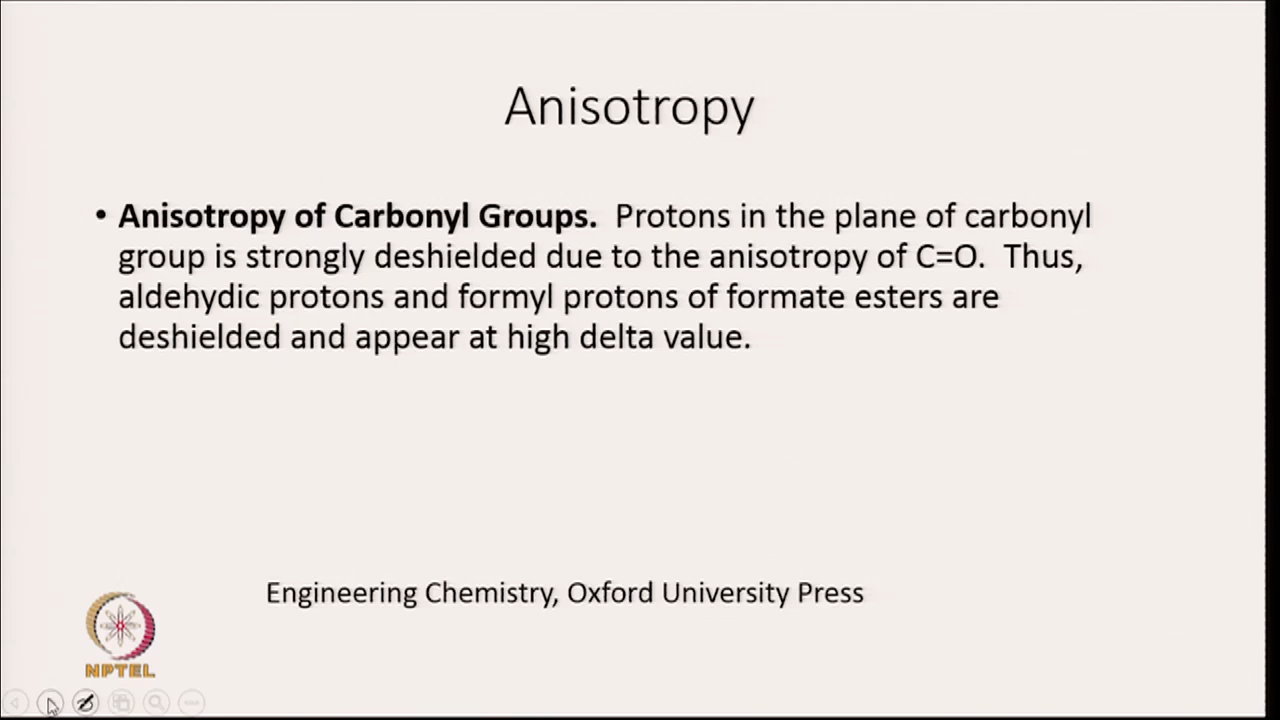 Anisotropy
• Anisotropy of Carbonyl Groups. Protons in the plane of carbonyl
group is strongly deshielded due to the anisotropy of C=O. Thus,
aldehydic protons and formyl protons of formate esters are
deshielded and appear at high delta value.
Engineering Chemistry, Oxford University Press
NPTEL